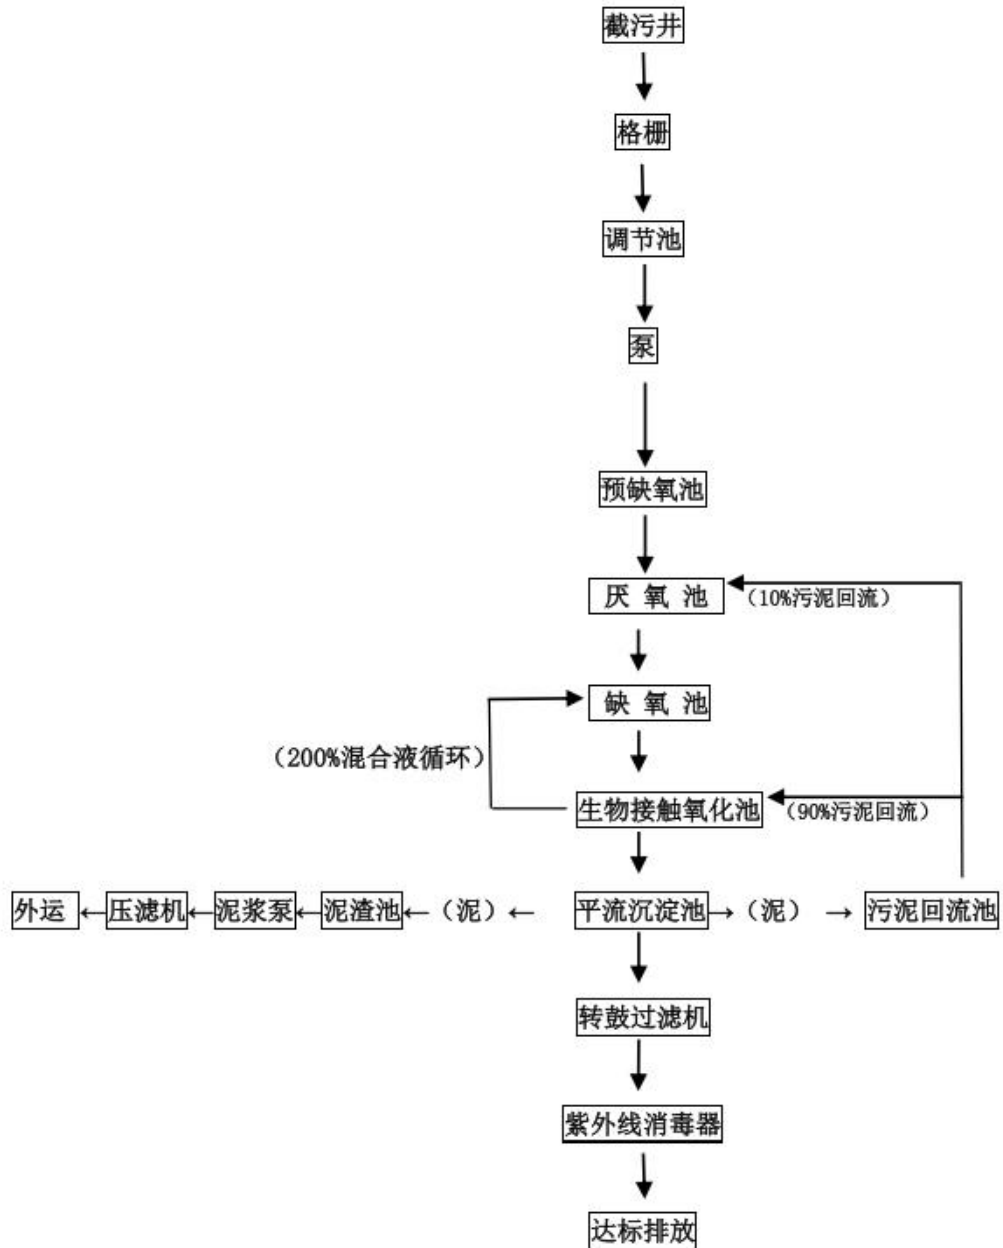 截污井
格栅
调节池
泵
预缺氧池
厌 氧 池
（10%污泥回流）
缺 氧 池
（200%混合液循环）
生物接触氧化池
（90%污泥回流）
外运 ←压滤机←泥浆泵←泥渣池←（泥）← 平流沉淀池→（泥） → 污泥回流池
转鼓过滤机
紫外线消毒器
达标排放